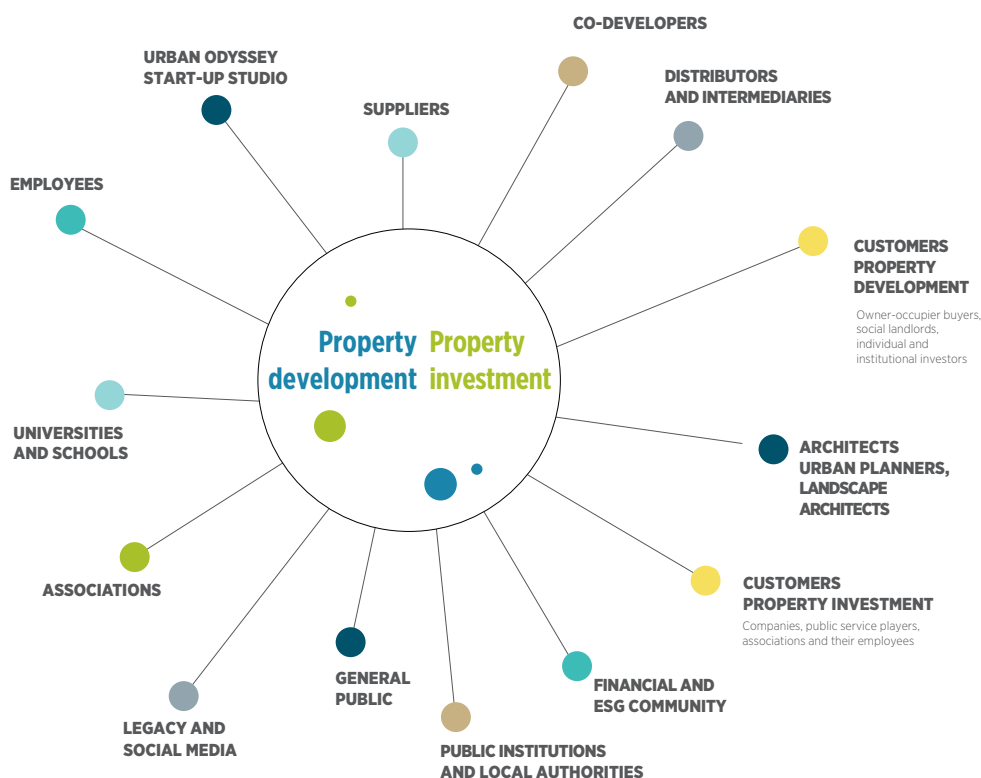 CO-DEVELOPERS
URBAN ODYSSEY
START-UP STUDIO
DISTRIBUTORS
AND INTERMEDIARIES
SUPPLIERS
EMPLOYEES
CUSTOMERS
PROPERTY
DEVELOPMENT
Owner-occupier buyers,
social landlords,
individual and
institutional investors
Property
development
Property
investment
UNIVERSITIES
AND SCHOOLS
ARCHITECTS
URBAN PLANNERS,
LANDSCAPE
ARCHITECTS
ASSOCIATIONS
CUSTOMERS
PROPERTY INVESTMENT
Companies, public service players,
associations and their employees
GENERAL
PUBLIC
FINANCIAL AND
ESG COMMUNITY
LEGACY AND
SOCIAL MEDIA
PUBLIC INSTITUTIONS
AND LOCAL AUTHORITIES